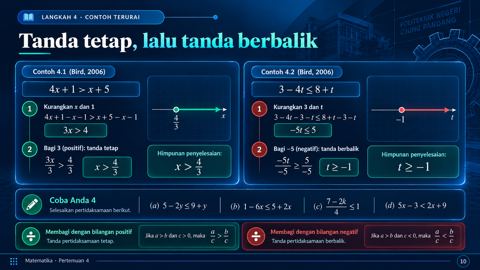 LANGKAH 4 • CONTOH TERURAI
POLITEKNIK NEGERI
UJUNG PANDANG
Tanda tetap, lalu tanda berbalik
Contoh 4.1 (Bird, 2006)
4x + 1 > x + 5
1 Kurangkan x dan 1
4x + 1 − x − 1 > x + 5 − x − 1
3x > 4
2 Bagi 3 (positif): tanda tetap
3x/3 > 4/3 x > 4/3
4/3 x
Himpunan penyelesaian:
x > 4/3
Contoh 4.2 (Bird, 2006)
3 − 4t ≤ 8 + t
1 Kurangkan 3 dan t
3 − 4t − 3 − t ≤ 8 + t − 3 − t
−5t ≤ 5
2 Bagi −5 (negatif): tanda berbalik
−5t/−5 ≥ 5/−5 t ≥ −1
−1 t
Himpunan penyelesaian:
t ≥ −1
Coba Anda 4
Selesaikan pertidaksamaan berikut.
(a) 5 − 2y ≤ 9 + y (b) 1 − 6x ≤ 5 + 2x (c) (7 − 2k)/4 ≤ 1 (d) 5x − 3 < 2x + 9
Membagi dengan bilangan positif
Tanda pertidaksamaan tetap.
Jika a > b dan c > 0, maka a/c > b/c
Membagi dengan bilangan negatif
Tanda pertidaksamaan berbalik.
Jika a > b dan c < 0, maka a/c < b/c
Matematika • Pertemuan 4
10